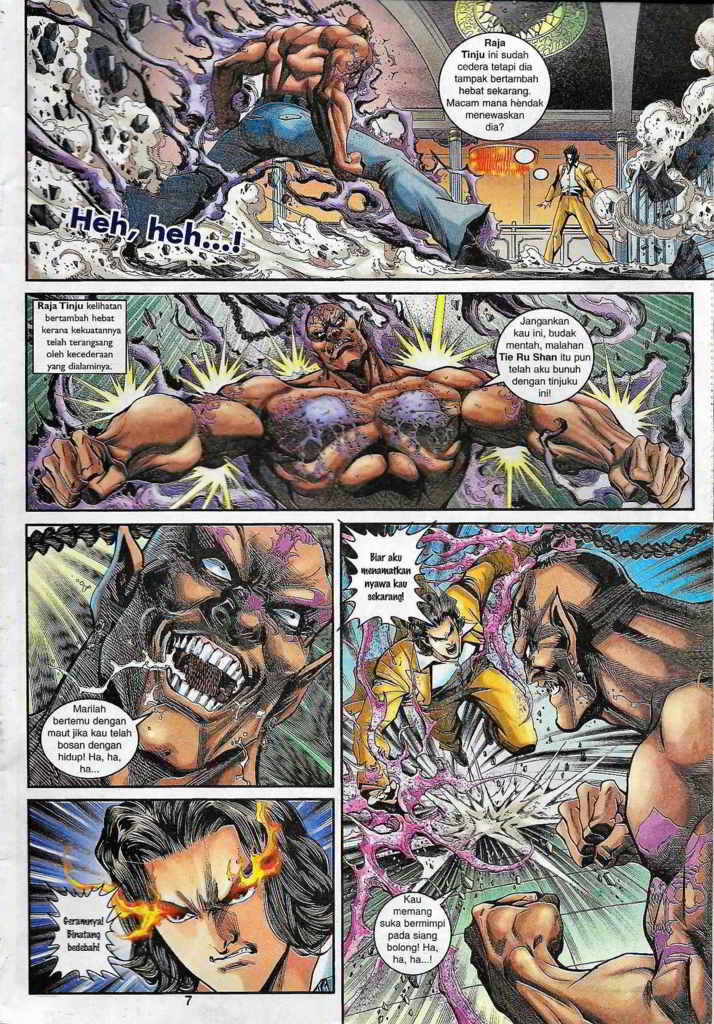 Raja
Tinju ini sudah
cedera tetapi dia
tampak bertambah
hebat sekarang.
Macam mana hendak
menewaskan
dia?
Heh, heh...!
Raja Tinju kelihatan
bertambah hebat
kerana kekuatannya
telah terangsang
oleh kecederaan
yang dialaminya.
Jangankan
kau ini, budak
mentah, malahan
Tie Ru Shan itu pun
telah aku bunuh
dengan tinjuku
ini!
Marilah
bertemu dengan
maut jika kau telah
bosan dengan
hidup! Ha, ha,
ha...
Biar aku
menamatkan
nyawa kau
sekarang!
Geramnya!
Binatang
bedebah!
Kau
memang
suka bermimpi
pada siang
bolong! Ha,
ha, ha...!
7